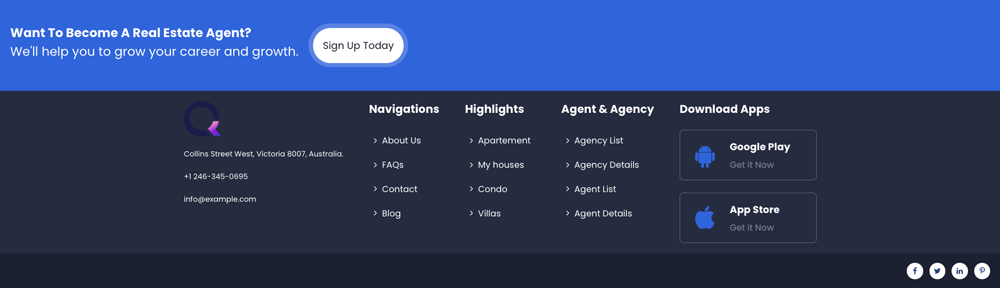 Want To Become A Real Estate Agent?
We'll help you to grow your career and growth.
Sign Up Today
Collins Street West, Victoria 8007, Australia.
+1 246-345-0695
info@example.com
Navigations
About Us
FAQs
Contact
Blog
Highlights
Apartement
My houses
Condo
Villas
Agent & Agency
Agency List
Agency Details
Agent List
Agent Details
Download Apps
Google Play
Get it Now
App Store
Get it Now